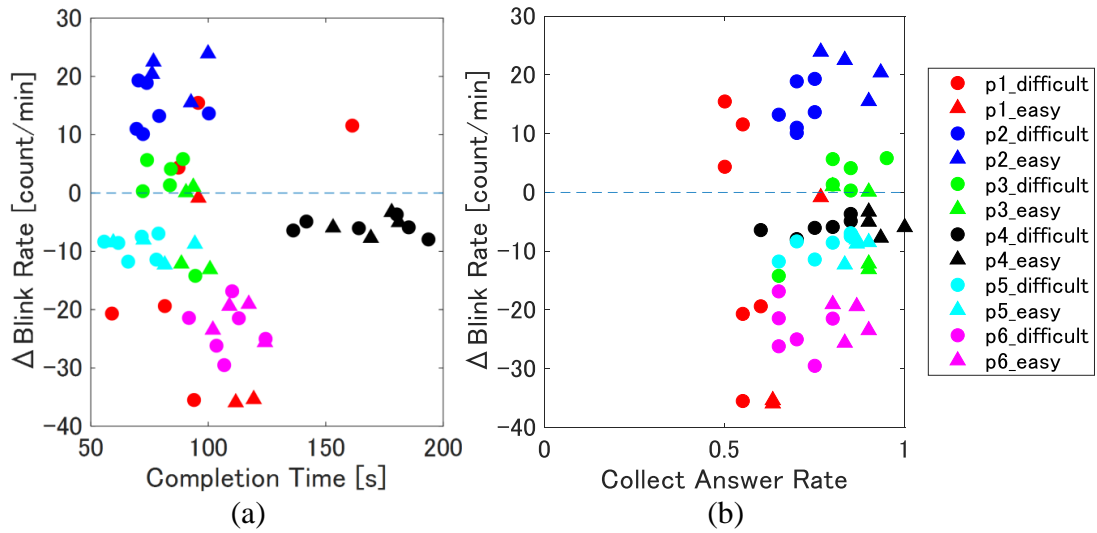 30
20
10
0
-10
-20
-30
-40
50
100
150
200
Δ Blink Rate [count/min]
Completion Time [s]
(a)
30
20
10
0
-10
-20
-30
-40
0
0.5
1
Δ Blink Rate [count/min]
Collect Answer Rate
(b)
p1_difficult
p1_easy
p2_difficult
p2_easy
p3_difficult
p3_easy
p4_difficult
p4_easy
p5_difficult
p5_easy
p6_difficult
p6_easy